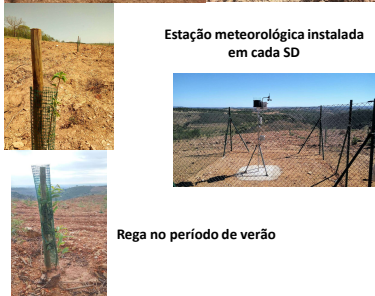 Estação meteorológica instalada
em cada SD
Rega no período de verão